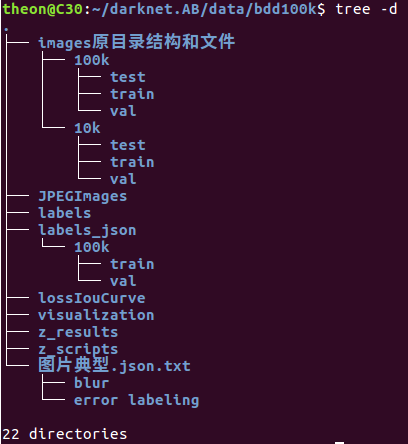 theon@C30:~/darknet.AB/data/bdd100k$ tree -d
.
├── images原目录结构和文件
│   ├── 100k
│   │   ├── test
│   │   ├── train
│   │   └── val
│   └── 10k
│       ├── test
│       ├── train
│       └── val
├── JPEGImages
├── labels
├── labels_json
│   └── 100k
│       ├── train
│       └── val
├── lossIouCurve
├── visualization
├── z_results
├── z_scripts
└── 图片典型.json.txt
    ├── blur
    └── error labeling
22 directories